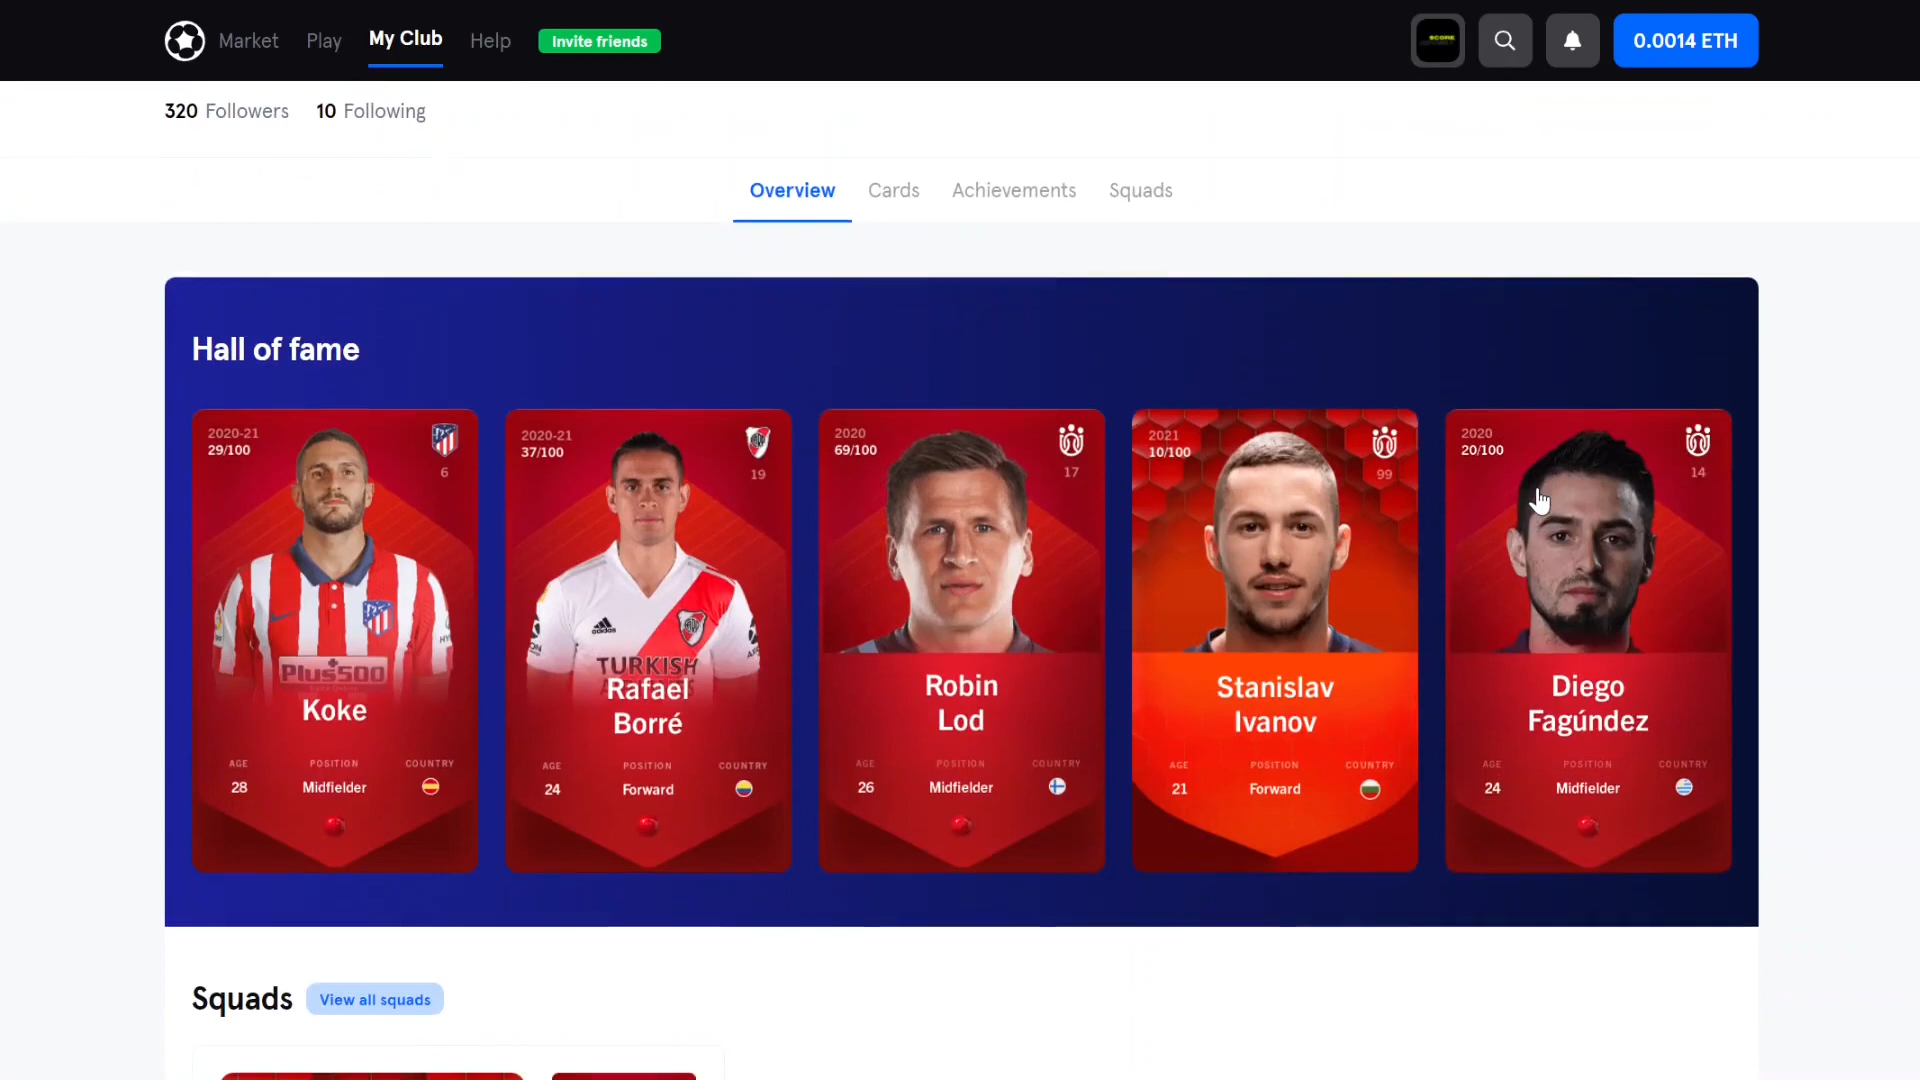 Market Play My Club Help Invite friends SCORE 0.0014 ETH
320 Followers 10 Following
Overview Cards Achievements Squads
Hall of fame
2020-21
29/100
6
Plus500
Koke
AGE POSITION COUNTRY
28 Midfielder
2020-21
37/100
19
adidas
TURKISH
Rafael
Borré
AGE POSITION COUNTRY
24 Forward
2020
69/100
17
Robin
Lod
AGE POSITION COUNTRY
26 Midfielder
2021
10/100
99
Stanislav
Ivanov
AGE POSITION COUNTRY
21 Forward
2020
20/100
14
Diego
Fagúndez
AGE POSITION COUNTRY
24 Midfielder
Squads View all squads